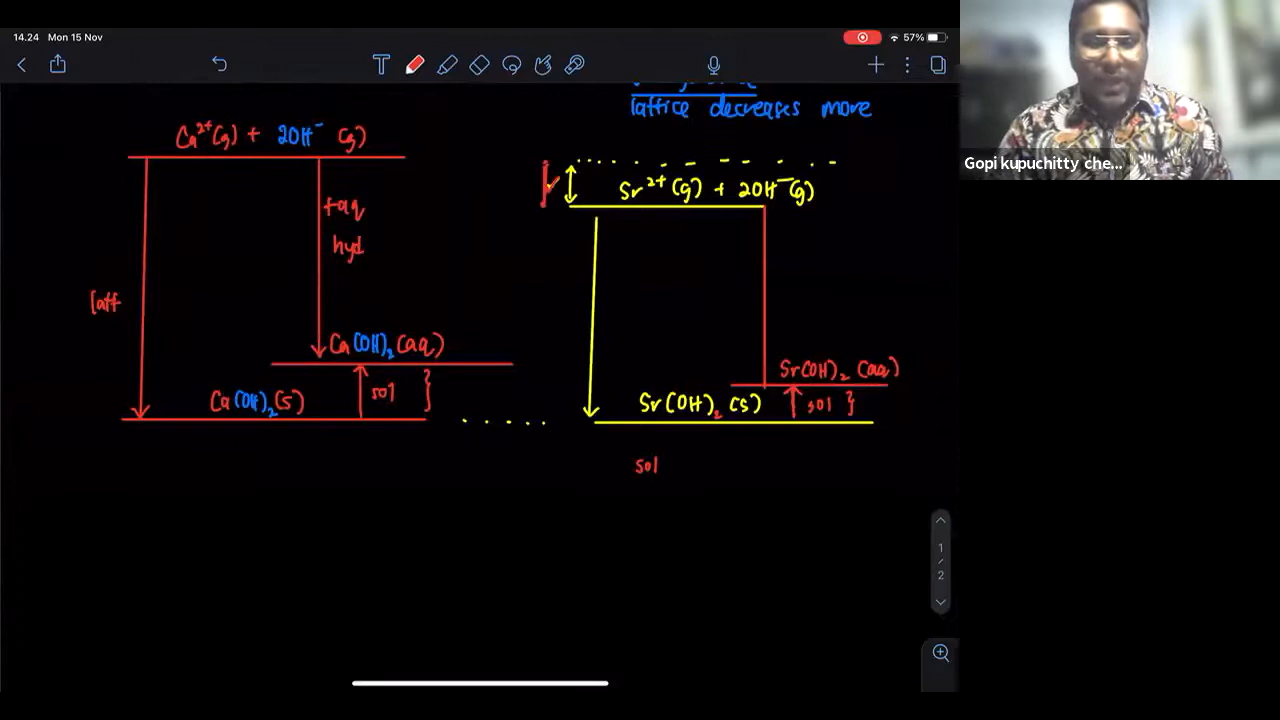 14.24 Mon 15 Nov
57%
T
lattice decreases more
Ca²⁺(g) + 2OH⁻ (g)
+aq
hyd
latt
Ca(OH)₂(aq)
Ca(OH)₂(s)
sol }
Sr²⁺(g) + 2OH⁻(g)
Sr(OH)₂ (aq)
Sr(OH)₂ (s)
sol }
sol
1
/
2
Gopi kupuchitty che...